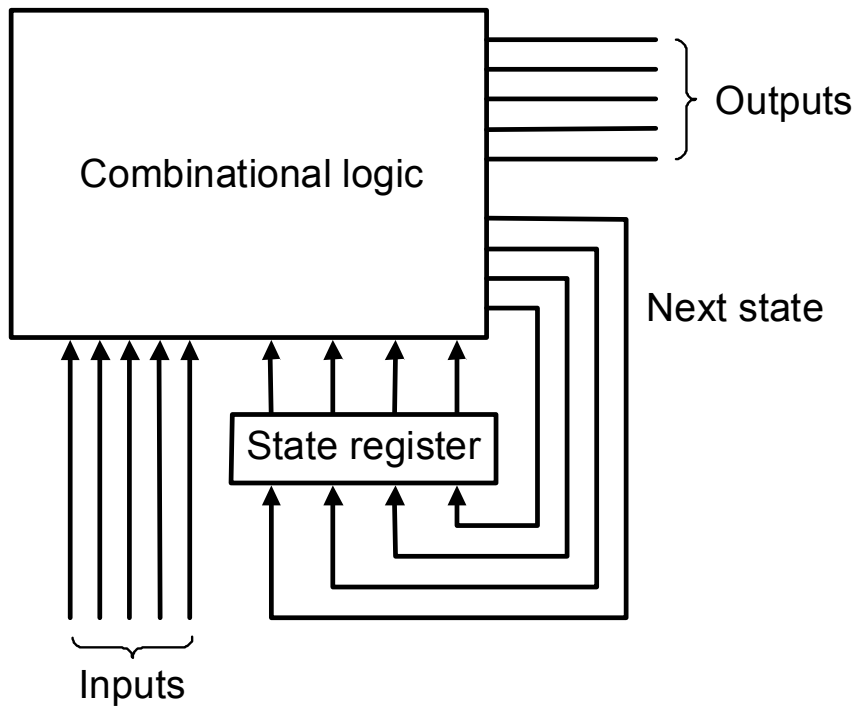 Outputs
Combinational logic
Next state
State register
Inputs